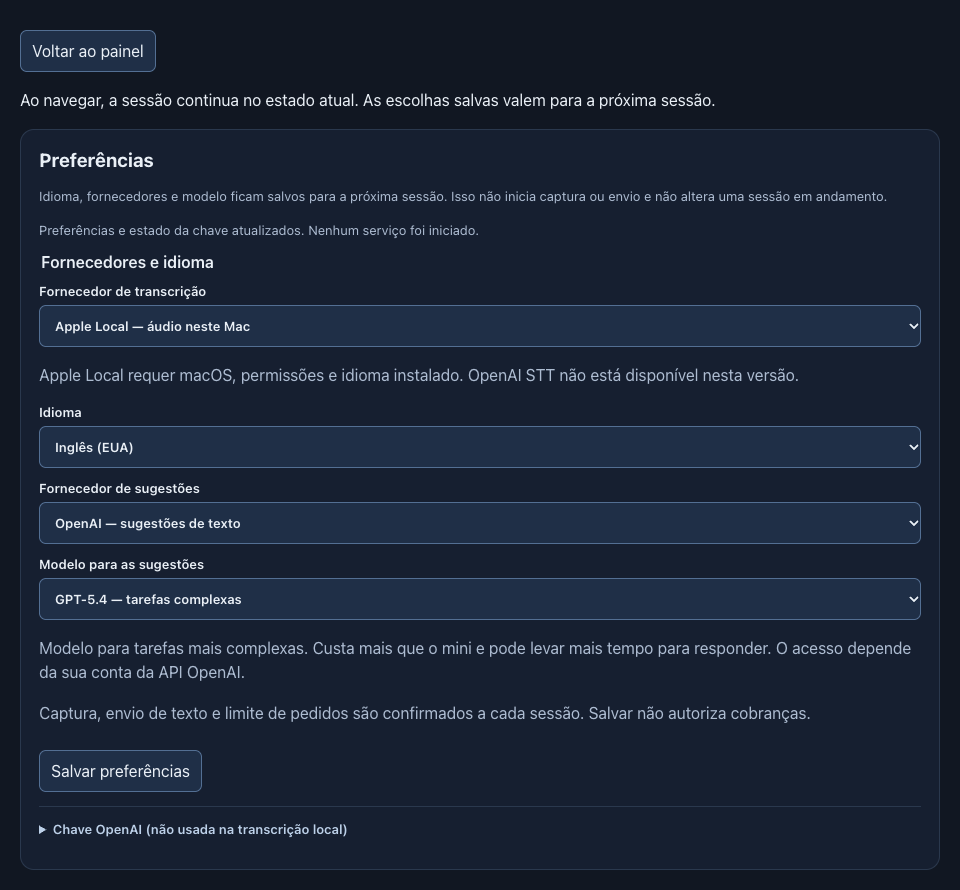 Voltar ao painel
Ao navegar, a sessão continua no estado atual. As escolhas salvas valem para a próxima sessão.
Preferências
Idioma, fornecedores e modelo ficam salvos para a próxima sessão. Isso não inicia captura ou envio e não altera uma sessão em andamento.
Preferências e estado da chave atualizados. Nenhum serviço foi iniciado.
Fornecedores e idioma
Fornecedor de transcrição
Apple Local — áudio neste Mac
Apple Local requer macOS, permissões e idioma instalado. OpenAI STT não está disponível nesta versão.
Idioma
Inglês (EUA)
Fornecedor de sugestões
OpenAI — sugestões de texto
Modelo para as sugestões
GPT-5.4 — tarefas complexas
Modelo para tarefas mais complexas. Custa mais que o mini e pode levar mais tempo para responder. O acesso depende
da sua conta da API OpenAI.
Captura, envio de texto e limite de pedidos são confirmados a cada sessão. Salvar não autoriza cobranças.
Salvar preferências
Chave OpenAI (não usada na transcrição local)